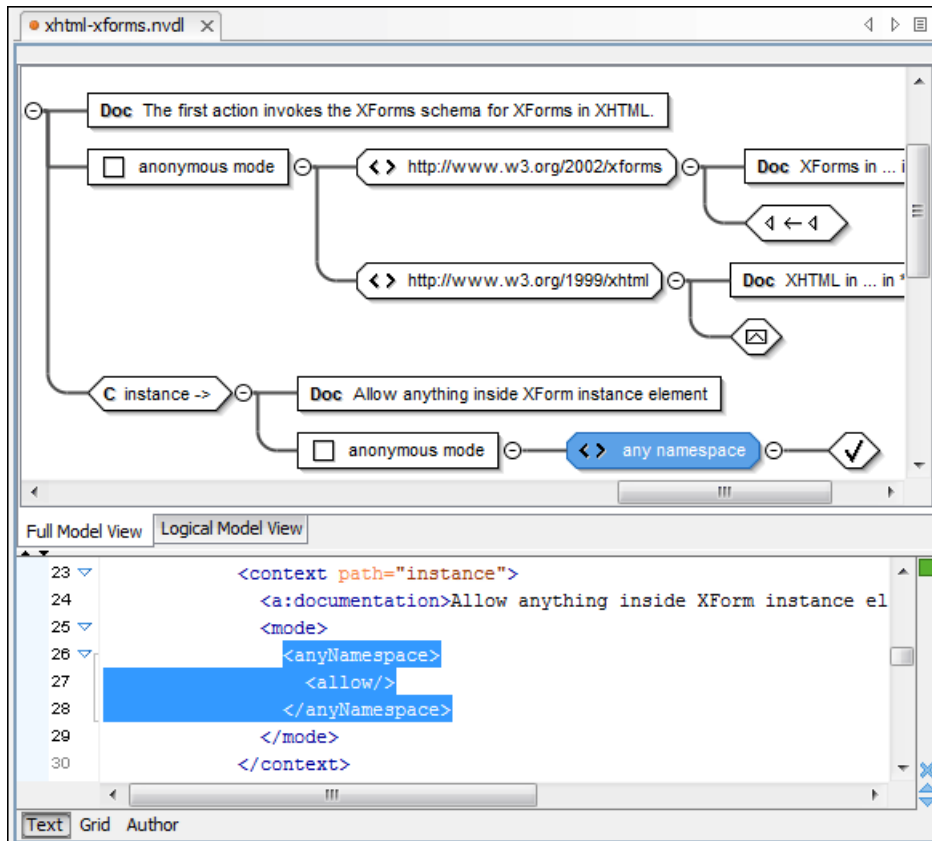 xhtml-xforms.nvdl
Doc The first action invokes the XForms schema for XForms in XHTML.
anonymous mode
http://www.w3.org/2002/xforms
Doc XForms in ... i
http://www.w3.org/1999/xhtml
Doc XHTML in ... in *
C instance ->
Doc Allow anything inside XForm instance element
anonymous mode
any namespace
Full Model View Logical Model View
23 <context path="instance">
24 <a:documentation>Allow anything inside XForm instance el
25 <mode>
26 <anyNamespace>
27 <allow/>
28 </anyNamespace>
29 </mode>
30 </context>
Text Grid Author